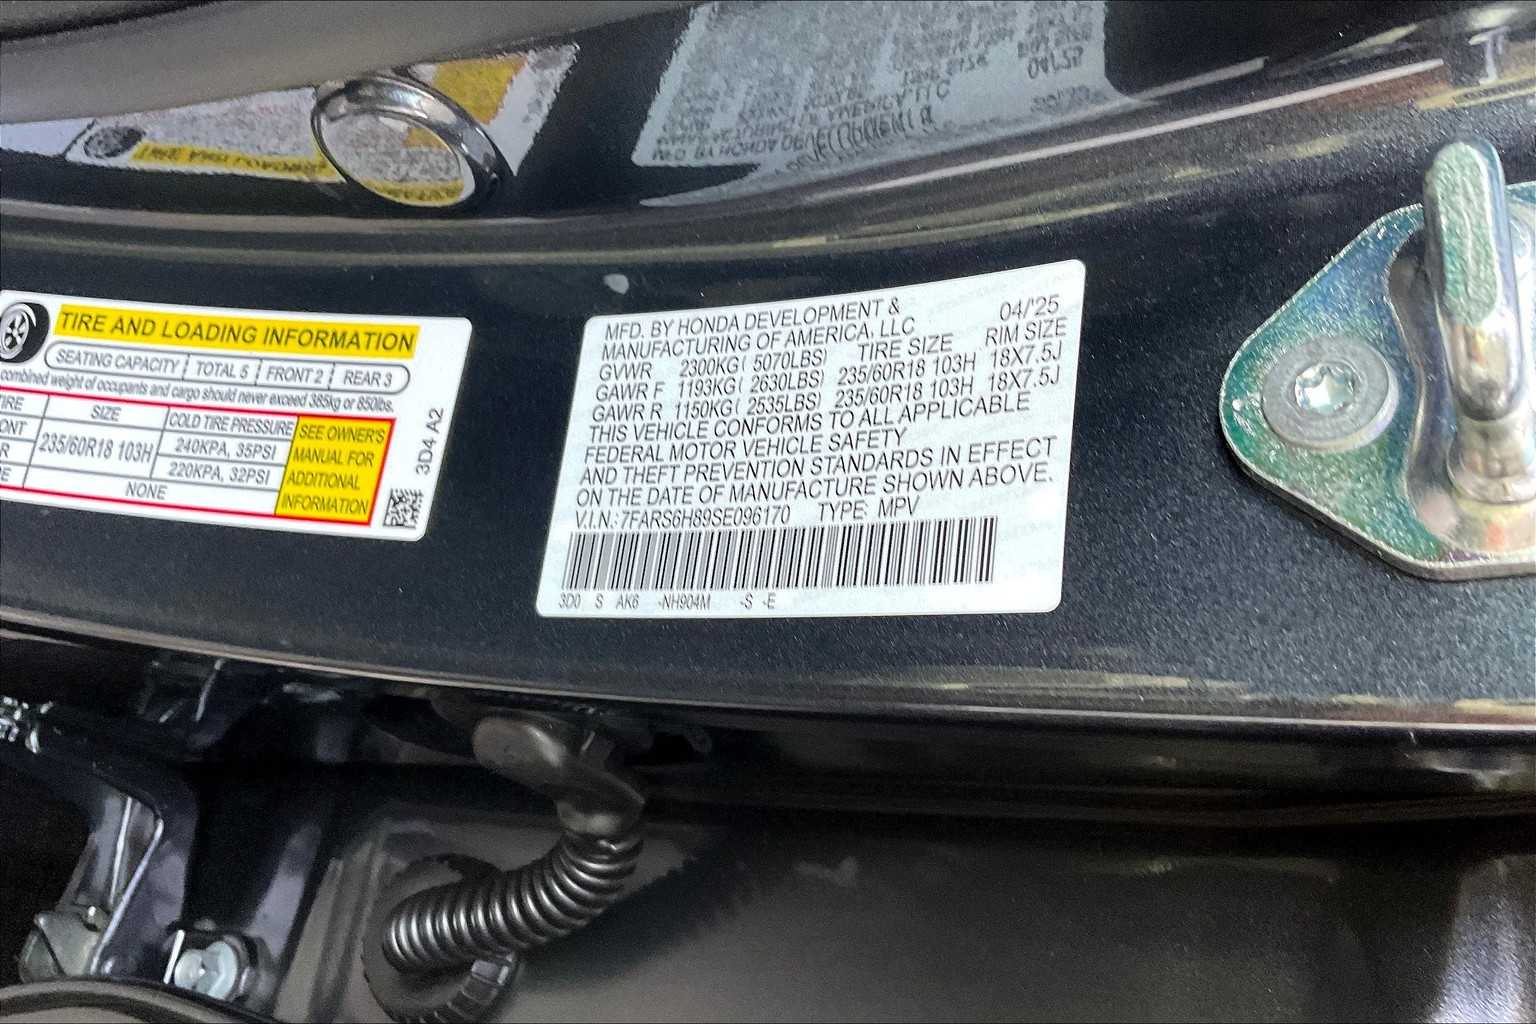 TIRE AND LOADING INFORMATION
SEATING CAPACITY TOTAL 5 FRONT 2 REAR 3
combined weight of occupants and cargo should never exceed 385kg or 850lbs.
SIZE COLD TIRE PRESSURE
235/60R18 103H 240KPA, 35PSI
220KPA, 32PSI
NONE
SEE OWNER'S
MANUAL FOR
ADDITIONAL
INFORMATION
3D4 A2
MFD. BY HONDA DEVELOPMENT & 04/'25
MANUFACTURING OF AMERICA, LLC
GVWR 2300KG( 5070LBS) TIRE SIZE RIM SIZE
GAWR F 1193KG( 2630LBS) 235/60R18 103H 18X7.5J
GAWR R 1150KG( 2535LBS) 235/60R18 103H 18X7.5J
THIS VEHICLE CONFORMS TO ALL APPLICABLE
FEDERAL MOTOR VEHICLE SAFETY
AND THEFT PREVENTION STANDARDS IN EFFECT
ON THE DATE OF MANUFACTURE SHOWN ABOVE.
V.I.N.: 7FARS6H89SE096170 TYPE: MPV
3D0 S AK6 -NH904M -S -E